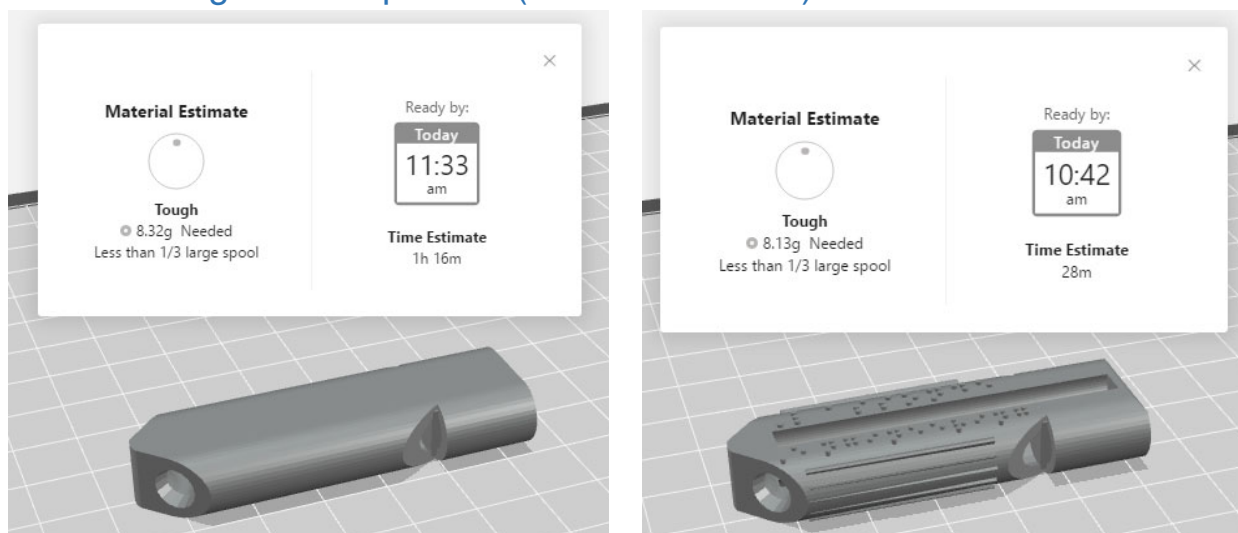 Material Estimate
Tough
8.32g Needed
Less than 1/3 large spool
Ready by:
Today
11:33
am
Time Estimate
1h 16m
Material Estimate
Tough
8.13g Needed
Less than 1/3 large spool
Ready by:
Today
10:42
am
Time Estimate
28m